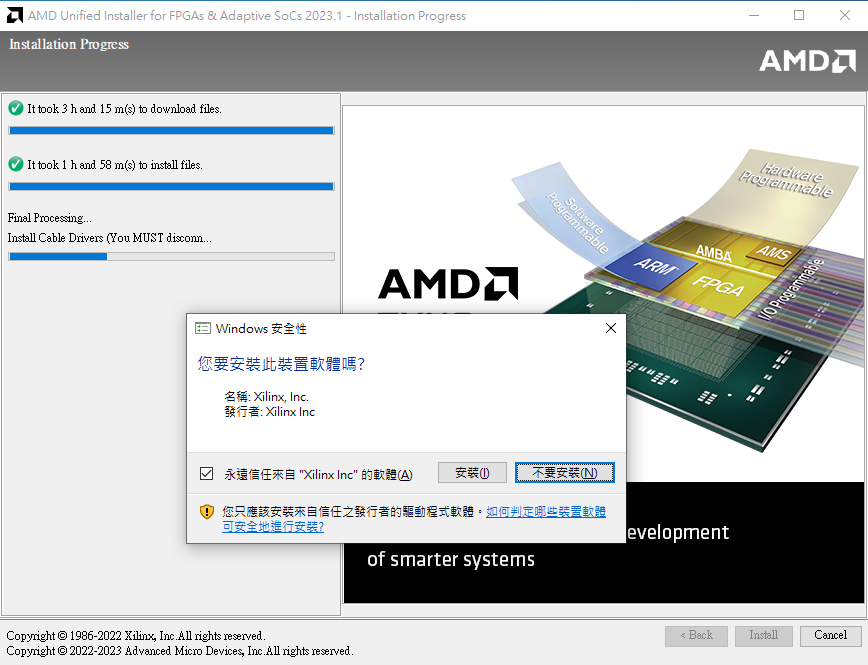 AMD Unified Installer for FPGAs & Adaptive SoCs 2023.1 - Installation Progress
Installation Progress
AMD
It took 3 h and 15 m(s) to download files.
It took 1 h and 58 m(s) to install files.
Final Processing...
Install Cable Drivers (You MUST disconn...
Software
Programmable
Hardware
Programmable
ARM
AMBA
AMS
FPGA
I/O Programmable
AMD
Windows 安全性
您要安裝此裝置軟體嗎?
名稱: Xilinx, Inc.
發行者: Xilinx Inc
永遠信任來自 "Xilinx Inc" 的軟體(A)
安裝(I)
不要安裝(N)
您只應該安裝來自信任之發行者的驅動程式軟體。如何判定哪些裝置軟體
可安全地進行安裝?
evelopment
of smarter systems
Copyright © 1986-2022 Xilinx, Inc.All rights reserved.
Copyright © 2022-2023 Advanced Micro Devices, Inc.All rights reserved.
< Back
Install
Cancel